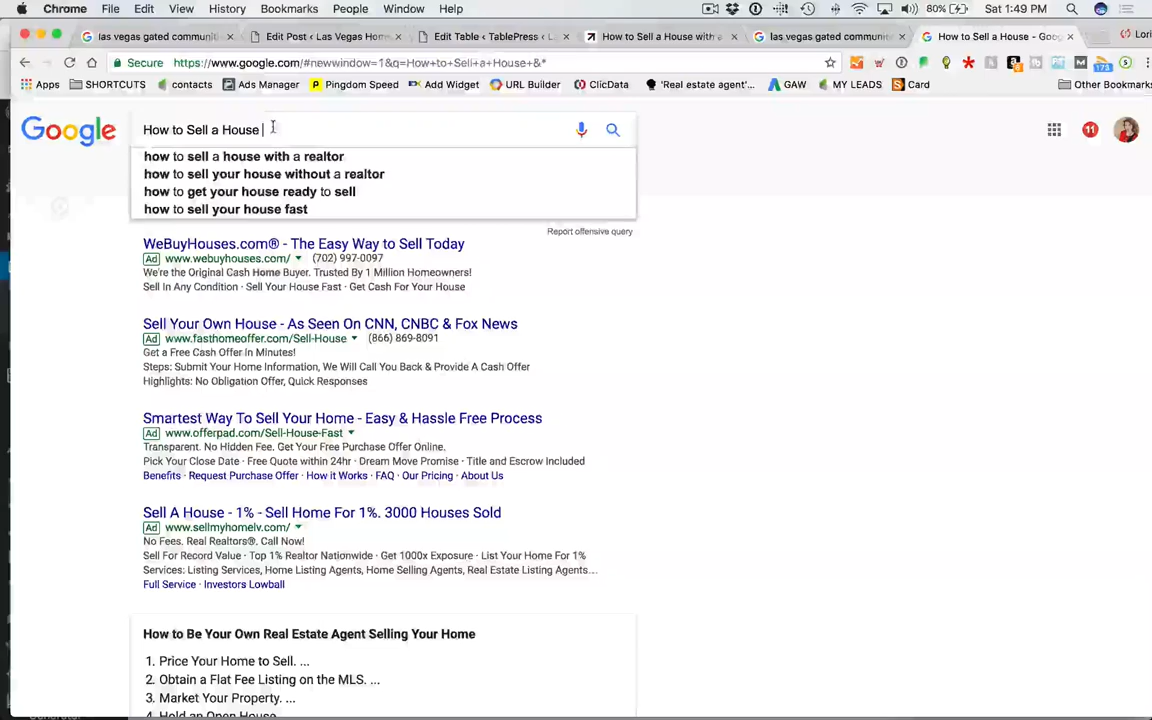 Chrome File Edit View History Bookmarks People Window Help 80% Sat 1:49 PM
las vegas gated communiti × Edit Post ‹ Las Vegas Hom × Edit Table ‹ TablePress ‹ L × How to Sell a House with a × las vegas gated communiti × How to Sell a House - Goo × Lori
Secure https://www.google.com/#newwindow=1&q=How+to+Sell+a+House+&*
Apps SHORTCUTS contacts Ads Manager Pingdom Speed Add Widget URL Builder ClicData 'Real estate agent'... GAW MY LEADS Card Other Bookmarks
Google How to Sell a House 11
how to sell a house with a realtor
how to sell your house without a realtor
how to get your house ready to sell
how to sell your house fast
Report offensive query
WeBuyHouses.com® - The Easy Way to Sell Today
Ad www.webuyhouses.com/ (702) 997-0097
We're the Original Cash Home Buyer. Trusted By 1 Million Homeowners!
Sell In Any Condition · Sell Your House Fast · Get Cash For Your House
Sell Your Own House - As Seen On CNN, CNBC & Fox News
Ad www.fasthomeoffer.com/Sell-House (866) 869-8091
Get a Free Cash Offer In Minutes!
Steps: Submit Your Home Information, We Will Call You Back & Provide A Cash Offer
Highlights: No Obligation Offer, Quick Responses
Smartest Way To Sell Your Home - Easy & Hassle Free Process
Ad www.offerpad.com/Sell-House-Fast
Transparent. No Hidden Fee. Get Your Free Purchase Offer Online.
Pick Your Close Date · Free Quote within 24hr · Dream Move Promise · Title and Escrow Included
Benefits · Request Purchase Offer · How it Works · FAQ · Our Pricing · About Us
Sell A House - 1% - Sell Home For 1%. 3000 Houses Sold
Ad www.sellmyhomelv.com/
No Fees. Real Realtors®. Call Now!
Sell For Record Value · Top 1% Realtor Nationwide · Get 1000x Exposure · List Your Home For 1%
Services: Listing Services, Home Listing Agents, Home Selling Agents, Real Estate Listing Agents...
Full Service · Investors Lowball
How to Be Your Own Real Estate Agent Selling Your Home
1. Price Your Home to Sell. ...
2. Obtain a Flat Fee Listing on the MLS. ...
3. Market Your Property. ...
4. Hold an Open House